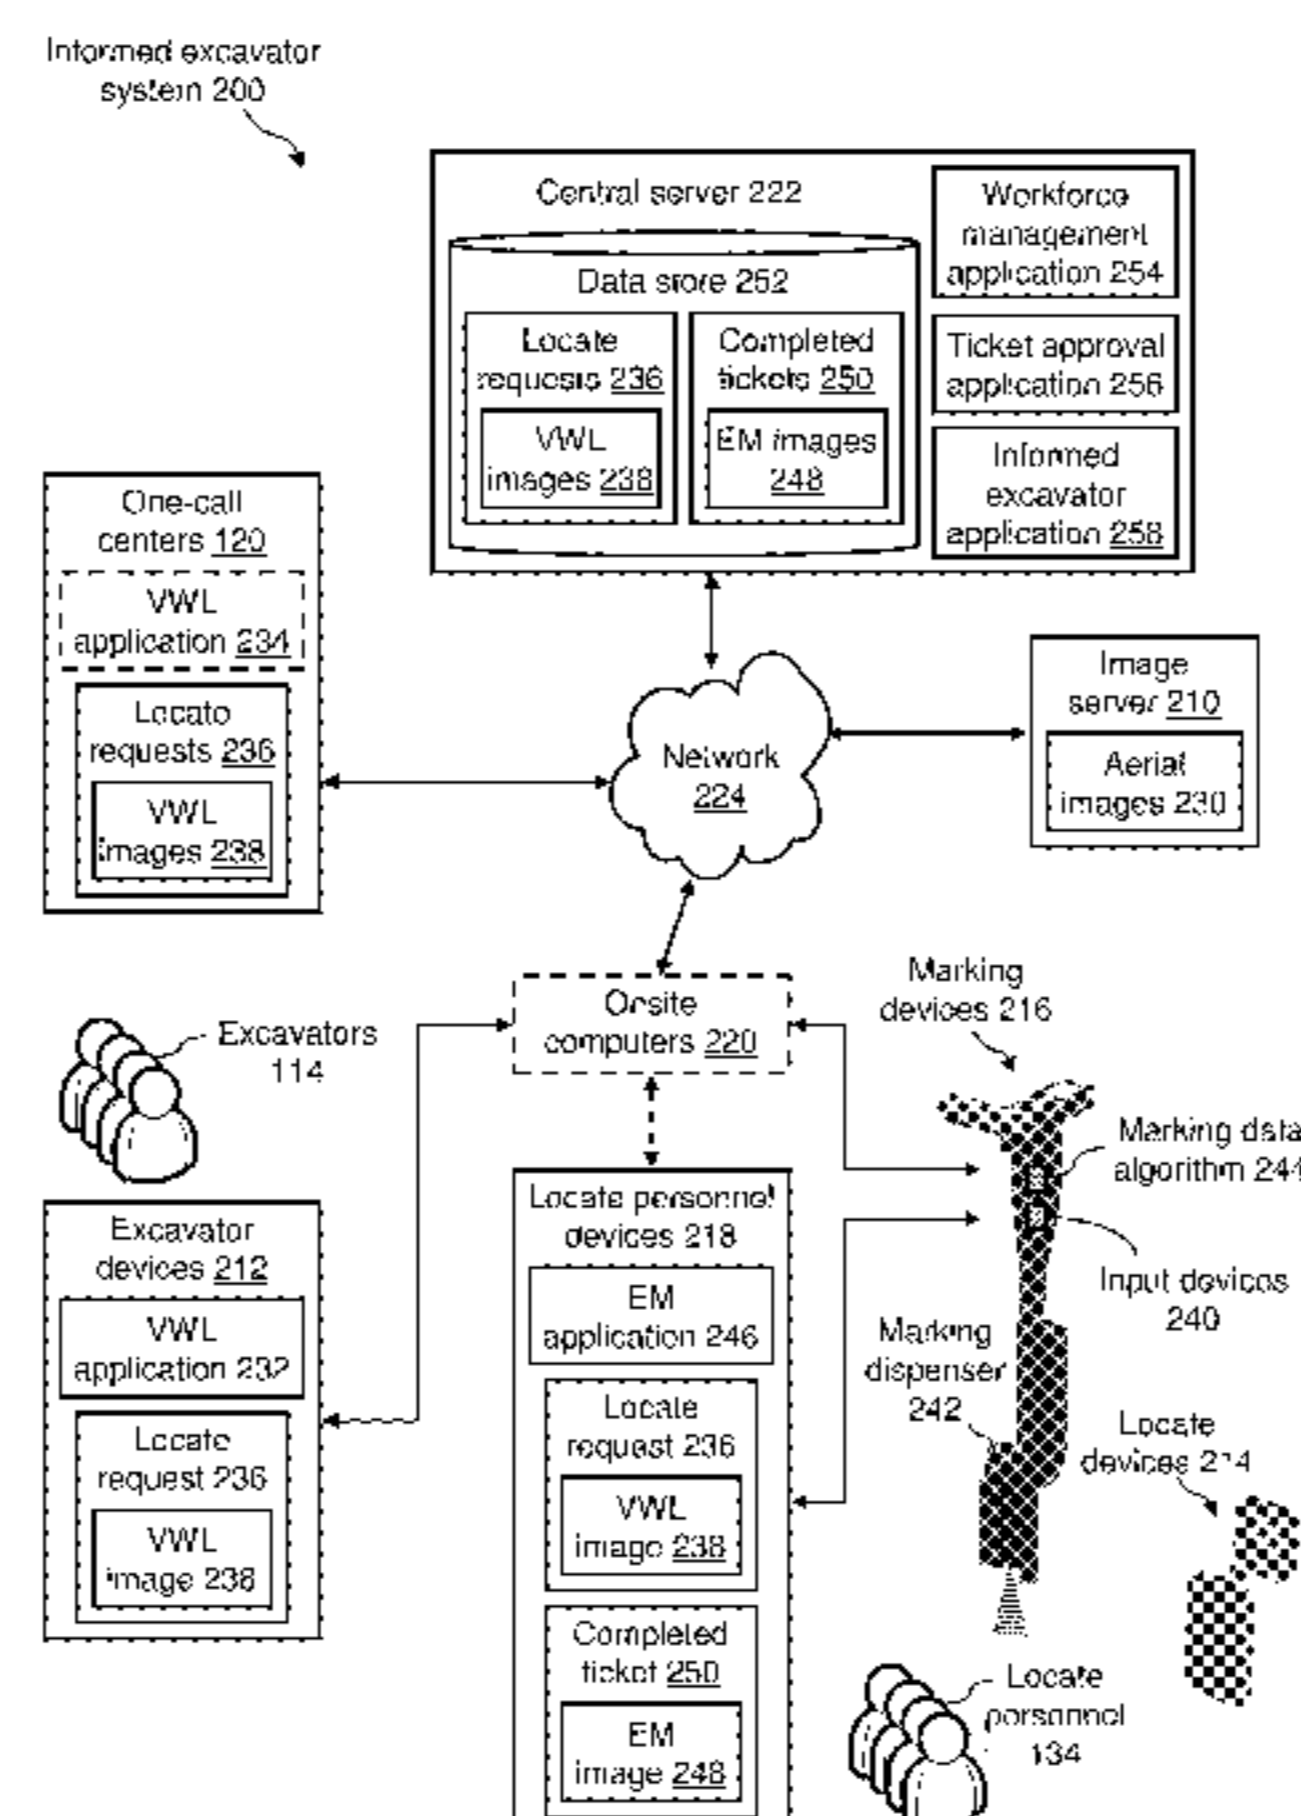 Informed excavator
system 200
Central server 222
Data store 252
Locate
requests 236
VWL
images 238
Completed
tickets 250
EM images
248
Workforce
management
application 254
Ticket approval
application 256
Informed
excavator
application 258
One-call
centers 120
VWL
application 234
Locate
requests 236
VWL
images 238
Network
224
Image
server 210
Aerial
images 230
Excavators
114
Onsite
computers 220
Marking
devices 216
Marking data
algorithm 244
Input devices
240
Marking
dispenser
242
Locate
devices 214
Excavator
devices 212
VWL
application 232
Locate
request 236
VWL
image 238
Locate personnel
devices 218
EM
application 246
Locate
request 236
VWL
image 238
Completed
ticket 250
EM
image 248
Locate
personnel
134